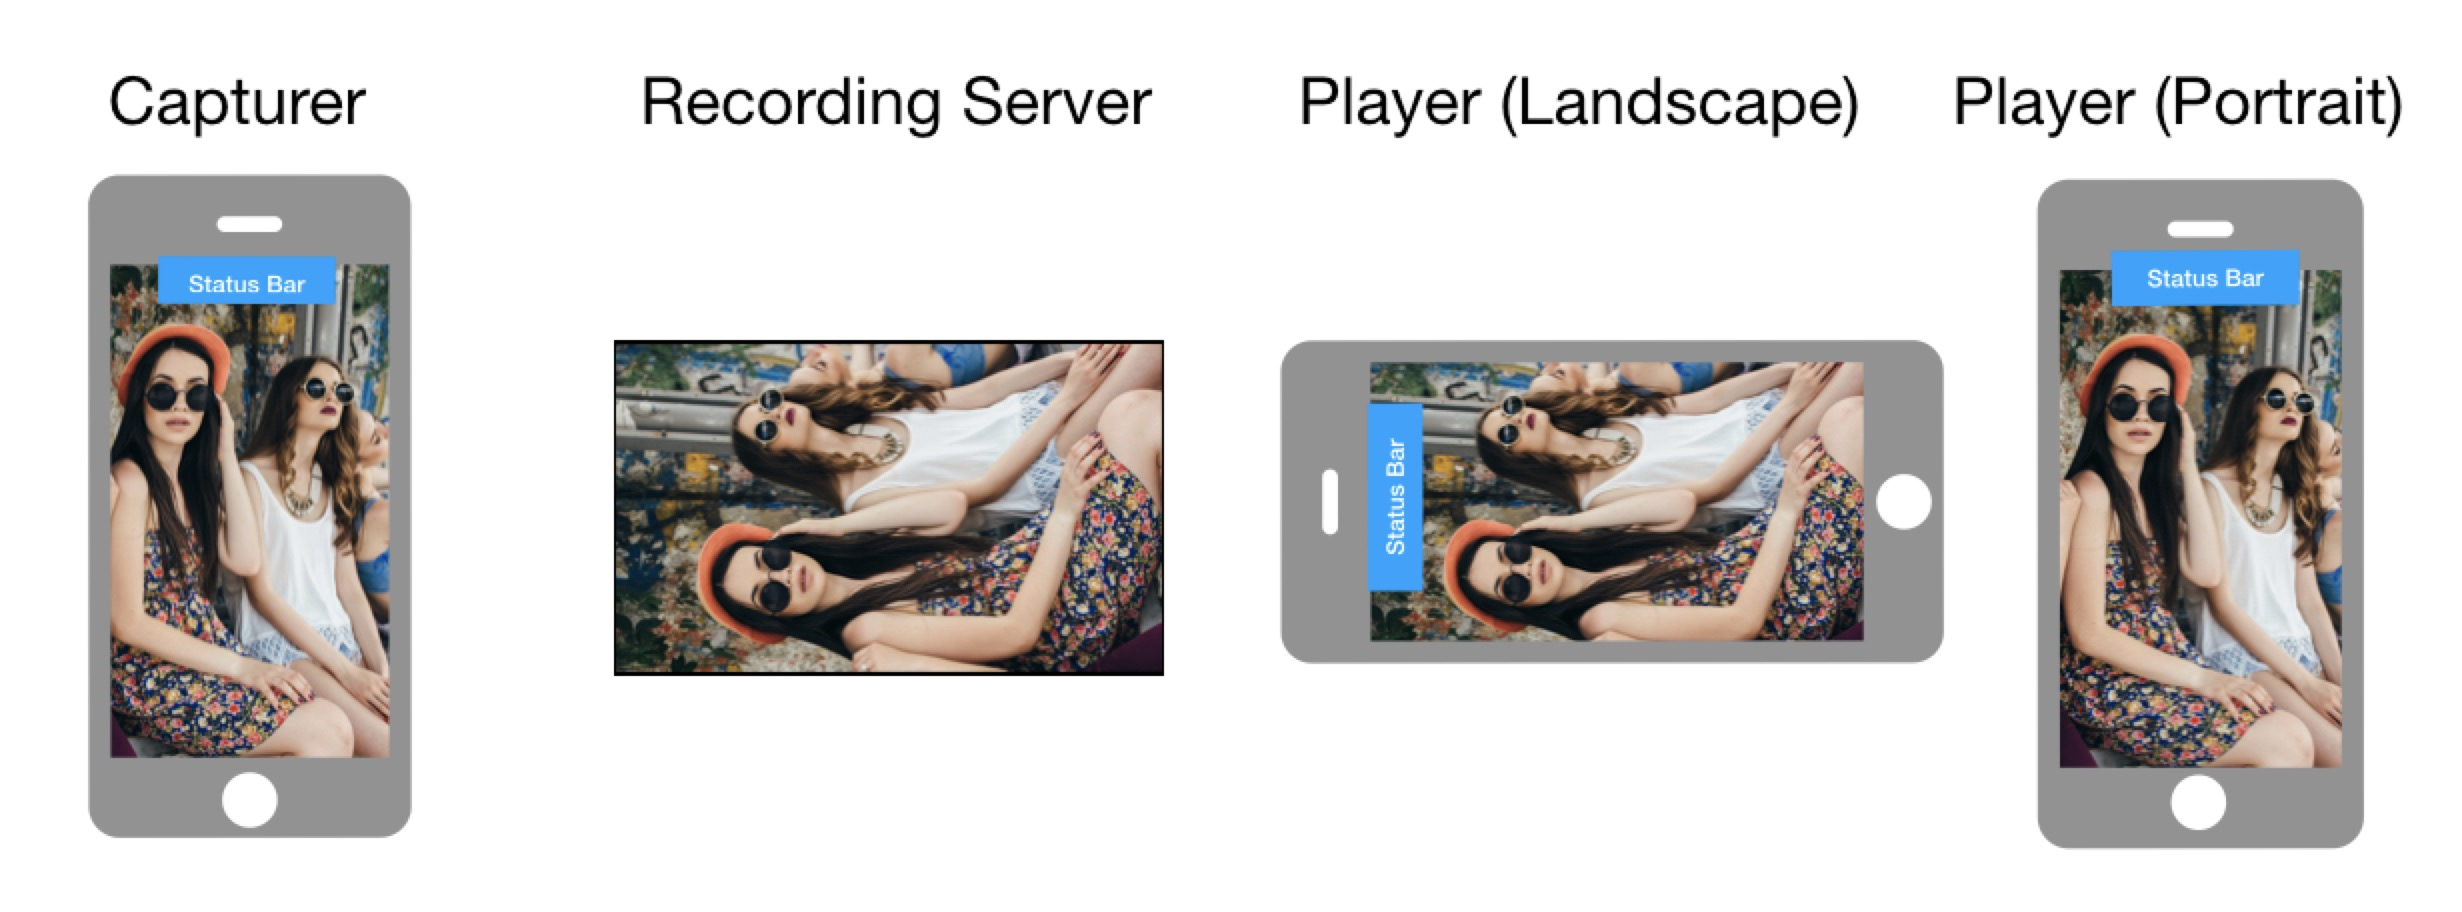 Capturer
Recording Server
Player (Landscape)
Player (Portrait)
Status Bar
Status Bar
Status Bar